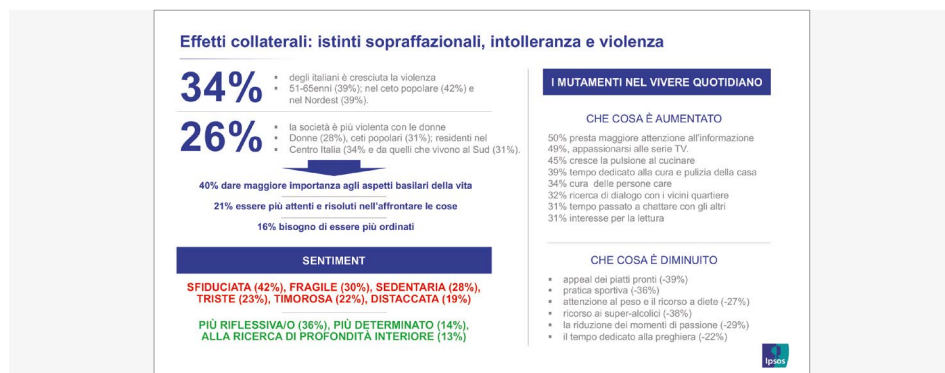 Effetti collaterali: istinti sopraffazionali, intolleranza e violenza
34%
▪ degli italiani è cresciuta la violenza
▪ 51-65enni (39%); nel ceto popolare (42%) e
nel Nordest (39%).
26%
▪ la società è più violenta con le donne
▪ Donne (28%), ceti popolari (31%); residenti nel
▪ Centro Italia (34% e da quelli che vivono al Sud (31%).
40% dare maggiore importanza agli aspetti basilari della vita
21% essere più attenti e risoluti nell'affrontare le cose
16% bisogno di essere più ordinati
SENTIMENT
SFIDUCIATA (42%), FRAGILE (30%), SEDENTARIA (28%),
TRISTE (23%), TIMOROSA (22%), DISTACCATA (19%)
PIÙ RIFLESSIVA/O (36%), PIÙ DETERMINATO (14%),
ALLA RICERCA DI PROFONDITÀ INTERIORE (13%)
I MUTAMENTI NEL VIVERE QUOTIDIANO
CHE COSA È AUMENTATO
50% presta maggiore attenzione all'informazione
49%, appassionarsi alle serie TV.
45% cresce la pulsione al cucinare
39% tempo dedicato alla cura e pulizia della casa
34% cura delle persone care
32% ricerca di dialogo con i vicini quartiere
31% tempo passato a chattare con gli altri
31% interesse per la lettura
CHE COSA È DIMINUITO
▪ appeal dei piatti pronti (-39%)
▪ pratica sportiva (-36%)
▪ attenzione al peso e il ricorso a diete (-27%)
▪ ricorso ai super-alcolici (-38%)
▪ la riduzione dei momenti di passione (-29%)
▪ il tempo dedicato alla preghiera (-22%)
Ipsos